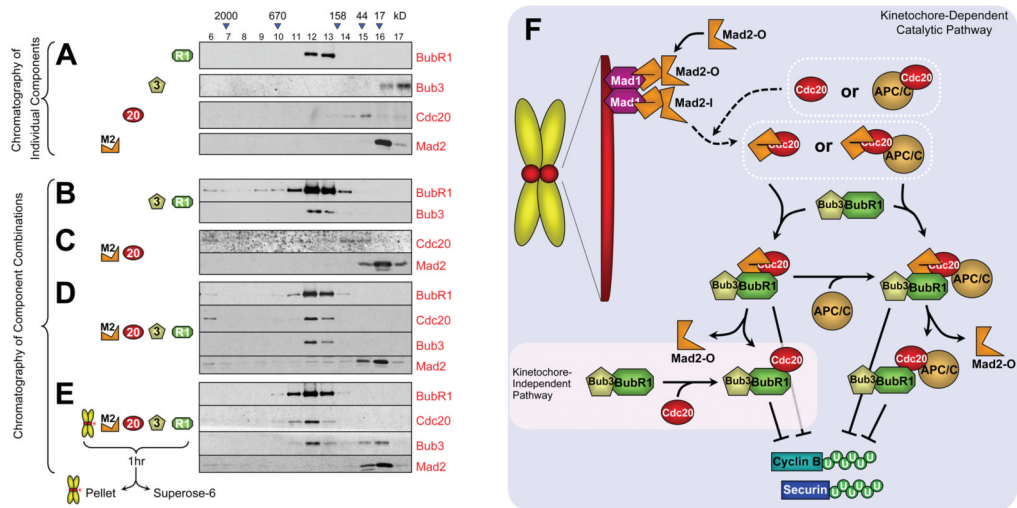 2000 670 158 44 17 kD
6 7 8 9 10 11 12 13 14 15 16 17
A
Chromatography of
Individual Components
R1
BubR1
3
Bub3
20
Cdc20
M2
Mad2
Chromatography of Component Combinations
B
3 R1
BubR1
Bub3
C
M2
20
Cdc20
Mad2
D
M2
20 3 R1
BubR1
Cdc20
Bub3
Mad2
E
M2
20 3 R1
BubR1
Cdc20
Bub3
Mad2
1hr
Pellet
Superose-6
F
Kinetochore-Dependent
Catalytic Pathway
Mad2-O
Mad1
Mad2-O
Mad1
Mad2-I
Cdc20
or
Cdc20
APC/C
Cdc20
or
Cdc20
APC/C
Bub3 BubR1
Cdc20
Bub3 BubR1
APC/C
Cdc20
Bub3 BubR1
APC/C
Mad2-O
Mad2-O
Kinetochore-
Independent
Pathway
Bub3 BubR1
Cdc20
Cdc20
Bub3 BubR1
Cdc20
Bub3 BubR1
APC/C
Cyclin B
U U U U U U U
Securin
U U U U U U U